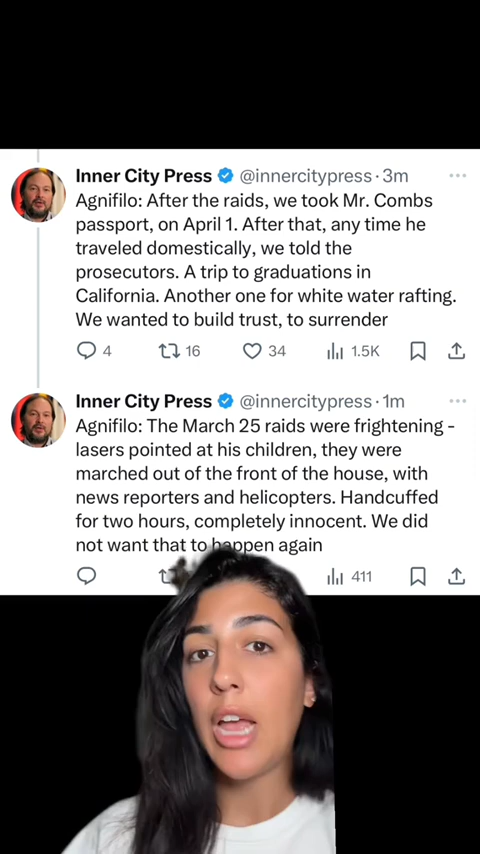 Inner City Press @innercitypress · 3m
Agnifilo: After the raids, we took Mr. Combs
passport, on April 1. After that, any time he
traveled domestically, we told the
prosecutors. A trip to graduations in
California. Another one for white water rafting.
We wanted to build trust, to surrender
4 16 34 1.5K
Inner City Press @innercitypress · 1m
Agnifilo: The March 25 raids were frightening -
lasers pointed at his children, they were
marched out of the front of the house, with
news reporters and helicopters. Handcuffed
for two hours, completely innocent. We did
not want that to happen again
411